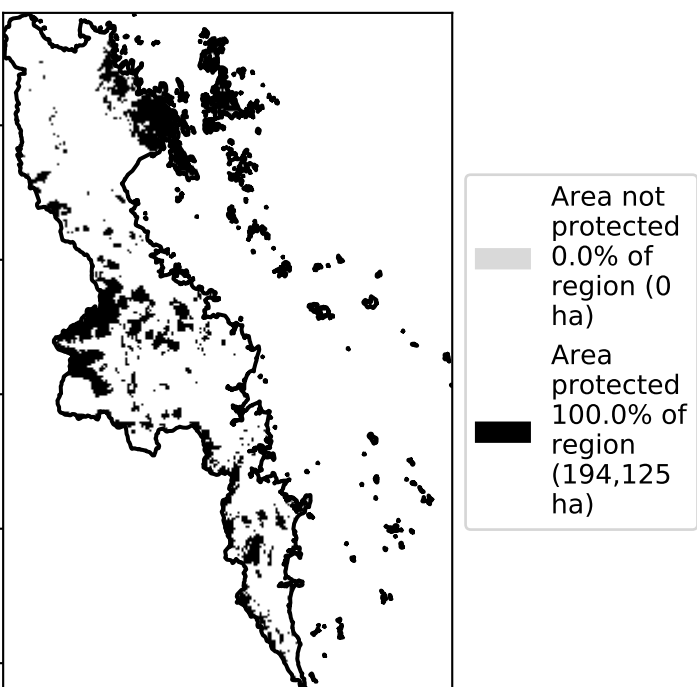 Area not
protected
0.0% of
region (0
ha)
Area
protected
100.0% of
region
(194,125
ha)